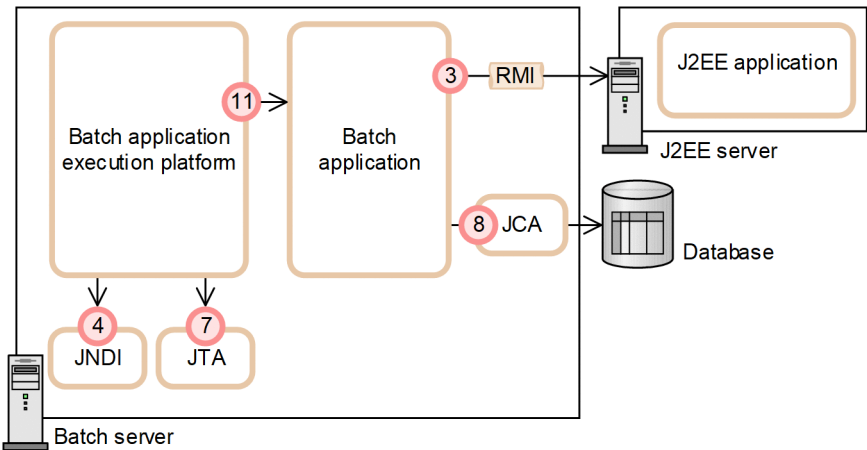 3
RMI
J2EE application
11
Batch application
execution platform
Batch
application
J2EE server
8
JCA
Database
4
7
JNDI
JTA
Batch server